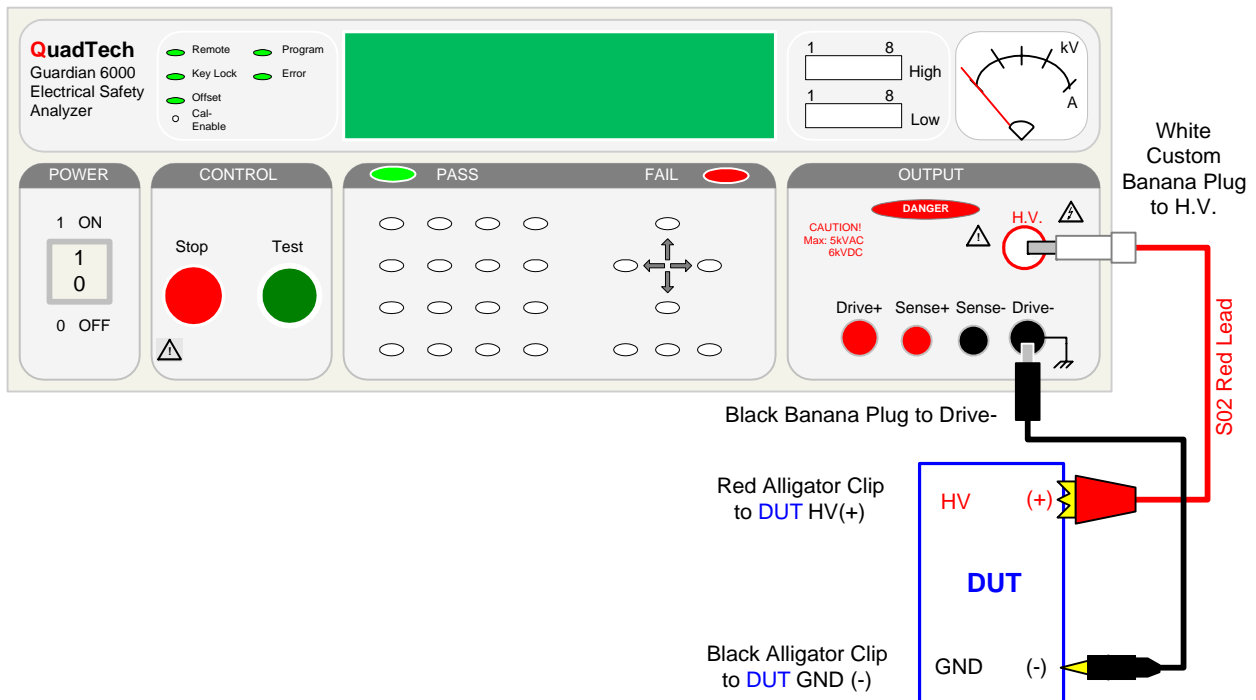 QuadTech
Guardian 6000
Electrical Safety
Analyzer
Remote
Program
Key Lock
Error
Offset
Cal-
Enable
1 8
High
1 8
Low
kV
A
POWER
1 ON
1
0
0 OFF
CONTROL
Stop
Test
PASS
FAIL
OUTPUT
DANGER
CAUTION!
Max: 5kVAC
6kVDC
H.V.
Drive+ Sense+ Sense- Drive-
White
Custom
Banana Plug
to H.V.
S02 Red Lead
Black Banana Plug to Drive-
Red Alligator Clip
to DUT HV(+)
HV (+)
DUT
Black Alligator Clip
to DUT GND (-)
GND (-)